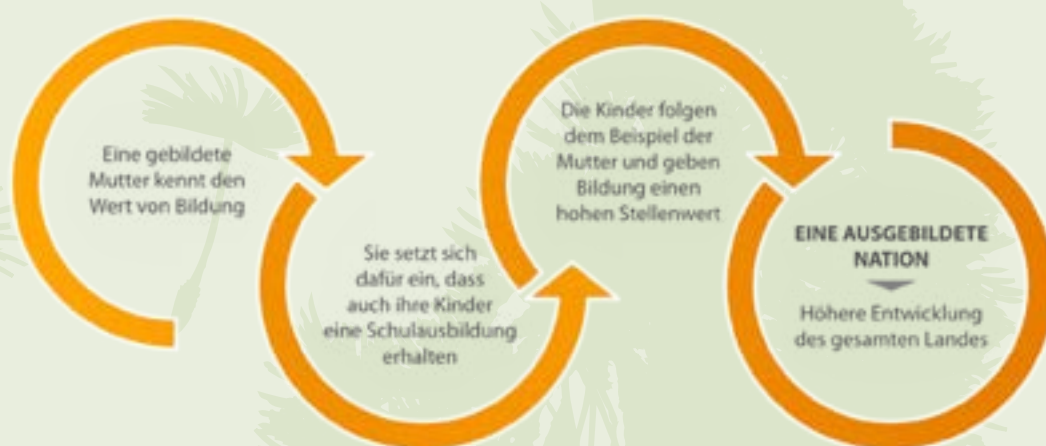 Eine gebildete
Mutter kennt den
Wert von Bildung
Sie setzt sich
dafür ein, dass
auch ihre Kinder
eine Schulausbildung
erhalten
Die Kinder folgen
dem Beispiel der
Mutter und geben
Bildung einen
hohen Stellenwert
EINE AUSGEBILDETE
NATION
Höhere Entwicklung
des gesamten Landes